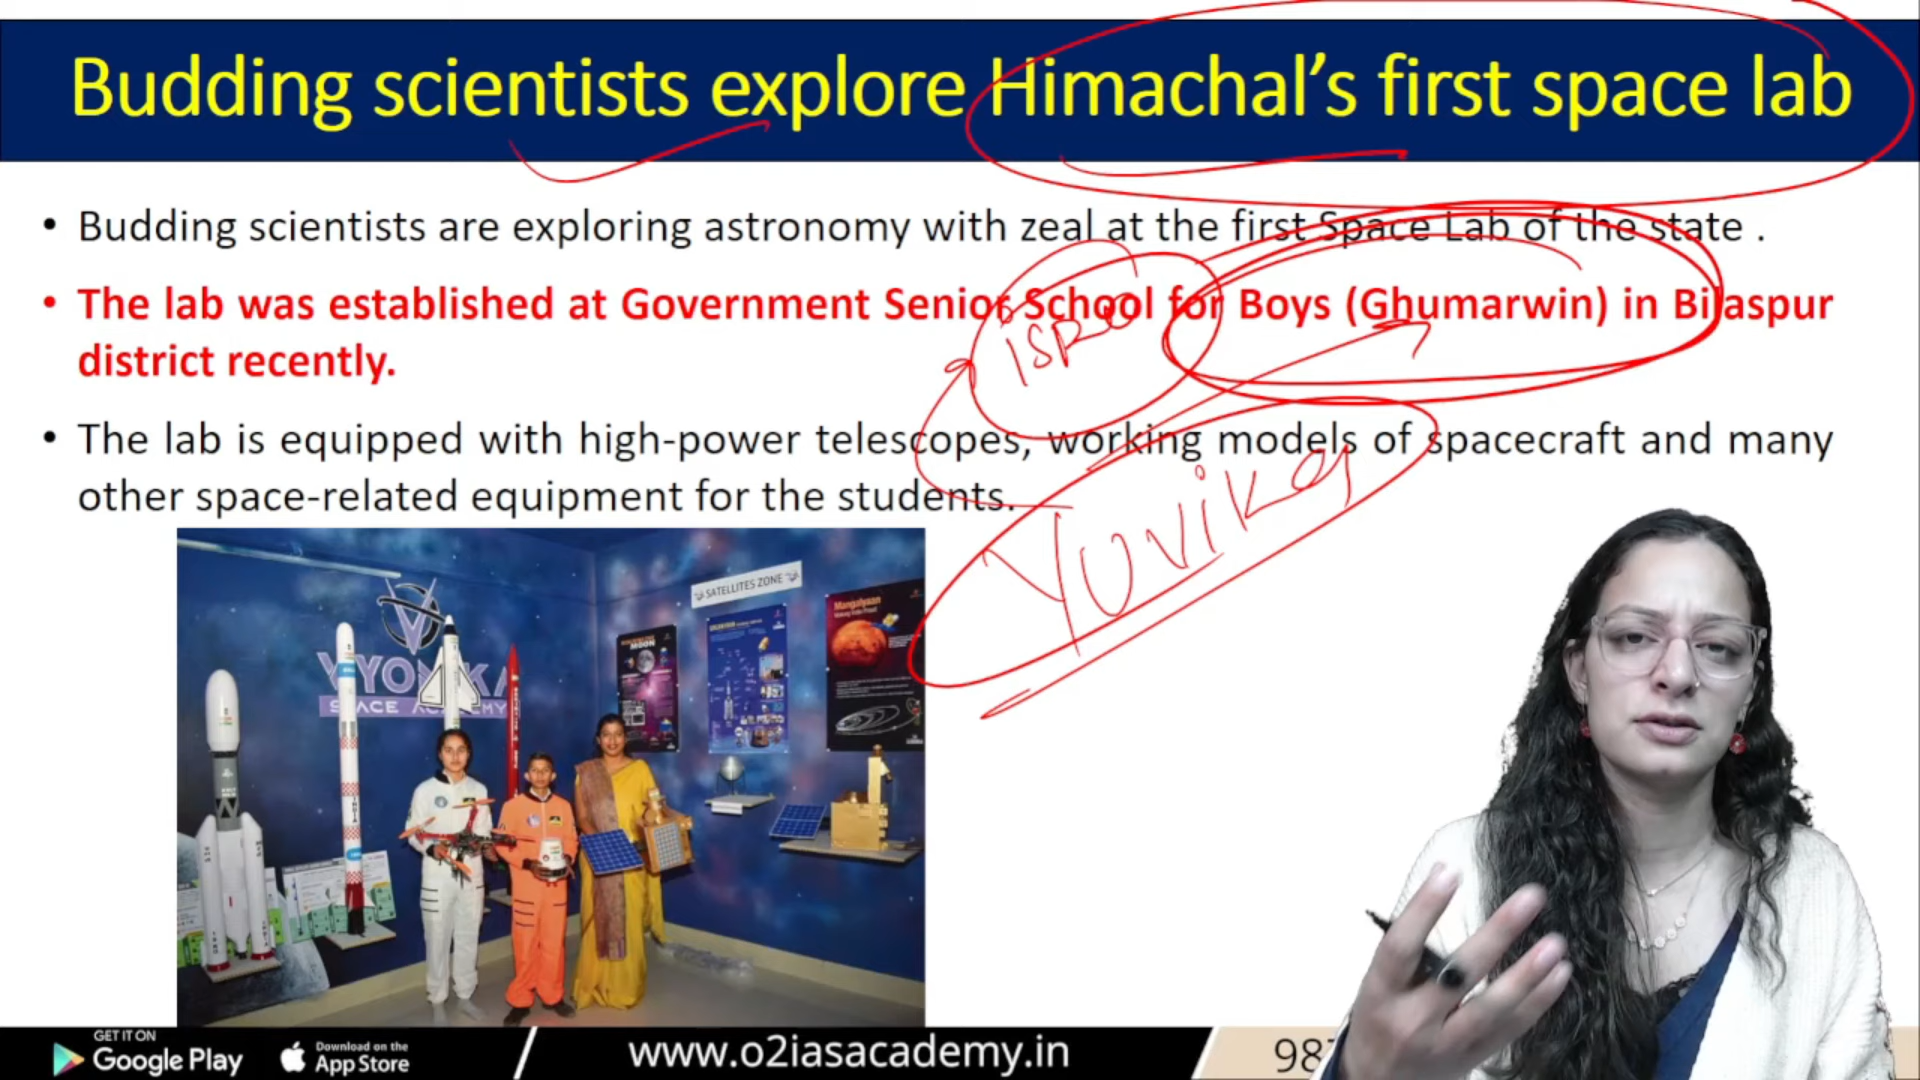 Budding scientists explore Himachal’s first space lab
• Budding scientists are exploring astronomy with zeal at the first Space Lab of the state .
• The lab was established at Government Senior School for Boys (Ghumarwin) in Bilaspur
district recently.
isro
• The lab is equipped with high-power telescopes, working models of spacecraft and many
other space-related equipment for the students.
Yuvika
SATELLITES ZONE
Mangalyaan
MOON
SPACE ACADEMY
GET IT ON
Google Play
Download on the
App Store
www.o2iasacademy.in
98